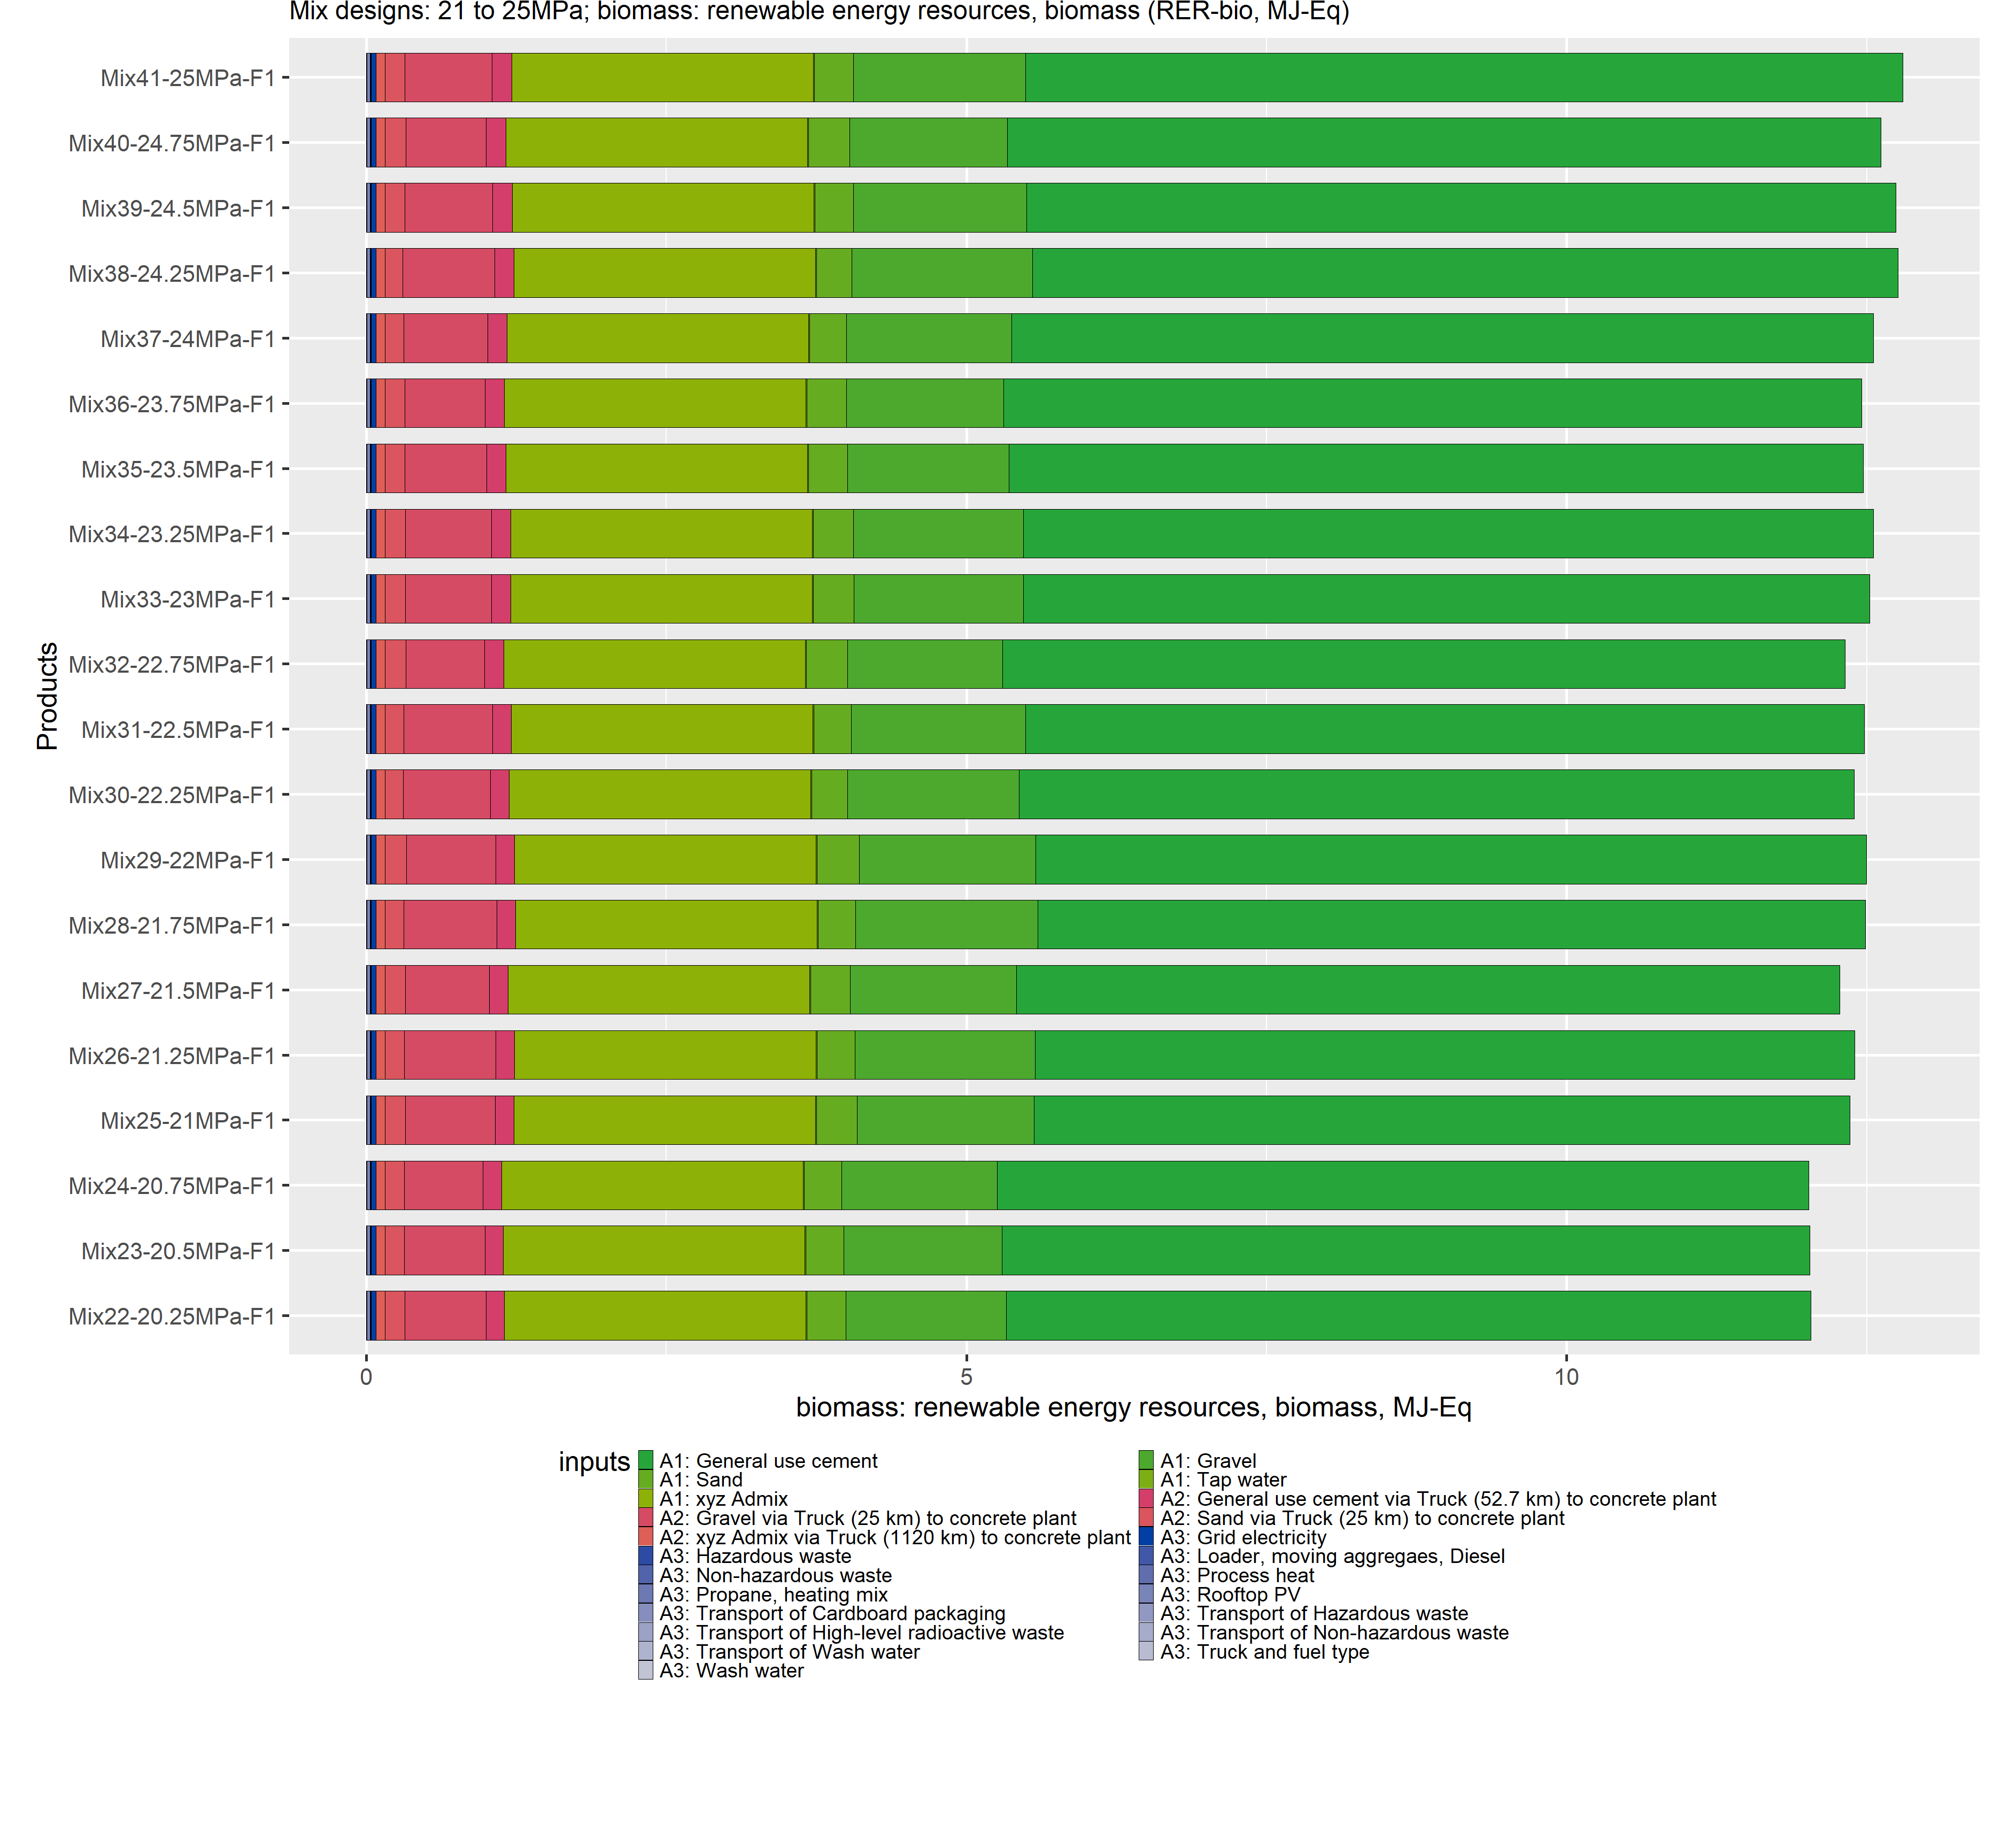 Mix designs: 21 to 25MPa; biomass: renewable energy resources, biomass (RER-bio, MJ-Eq)
Products
Mix41-25MPa-F1
Mix40-24.75MPa-F1
Mix39-24.5MPa-F1
Mix38-24.25MPa-F1
Mix37-24MPa-F1
Mix36-23.75MPa-F1
Mix35-23.5MPa-F1
Mix34-23.25MPa-F1
Mix33-23MPa-F1
Mix32-22.75MPa-F1
Mix31-22.5MPa-F1
Mix30-22.25MPa-F1
Mix29-22MPa-F1
Mix28-21.75MPa-F1
Mix27-21.5MPa-F1
Mix26-21.25MPa-F1
Mix25-21MPa-F1
Mix24-20.75MPa-F1
Mix23-20.5MPa-F1
Mix22-20.25MPa-F1
0 5 10
biomass: renewable energy resources, biomass, MJ-Eq
inputs
A1: General use cement A1: Gravel
A1: Sand A1: Tap water
A1: xyz Admix A2: General use cement via Truck (52.7 km) to concrete plant
A2: Gravel via Truck (25 km) to concrete plant A2: Sand via Truck (25 km) to concrete plant
A2: xyz Admix via Truck (1120 km) to concrete plant A3: Grid electricity
A3: Hazardous waste A3: Loader, moving aggregaes, Diesel
A3: Non-hazardous waste A3: Process heat
A3: Propane, heating mix A3: Rooftop PV
A3: Transport of Cardboard packaging A3: Transport of Hazardous waste
A3: Transport of High-level radioactive waste A3: Transport of Non-hazardous waste
A3: Transport of Wash water A3: Truck and fuel type
A3: Wash water